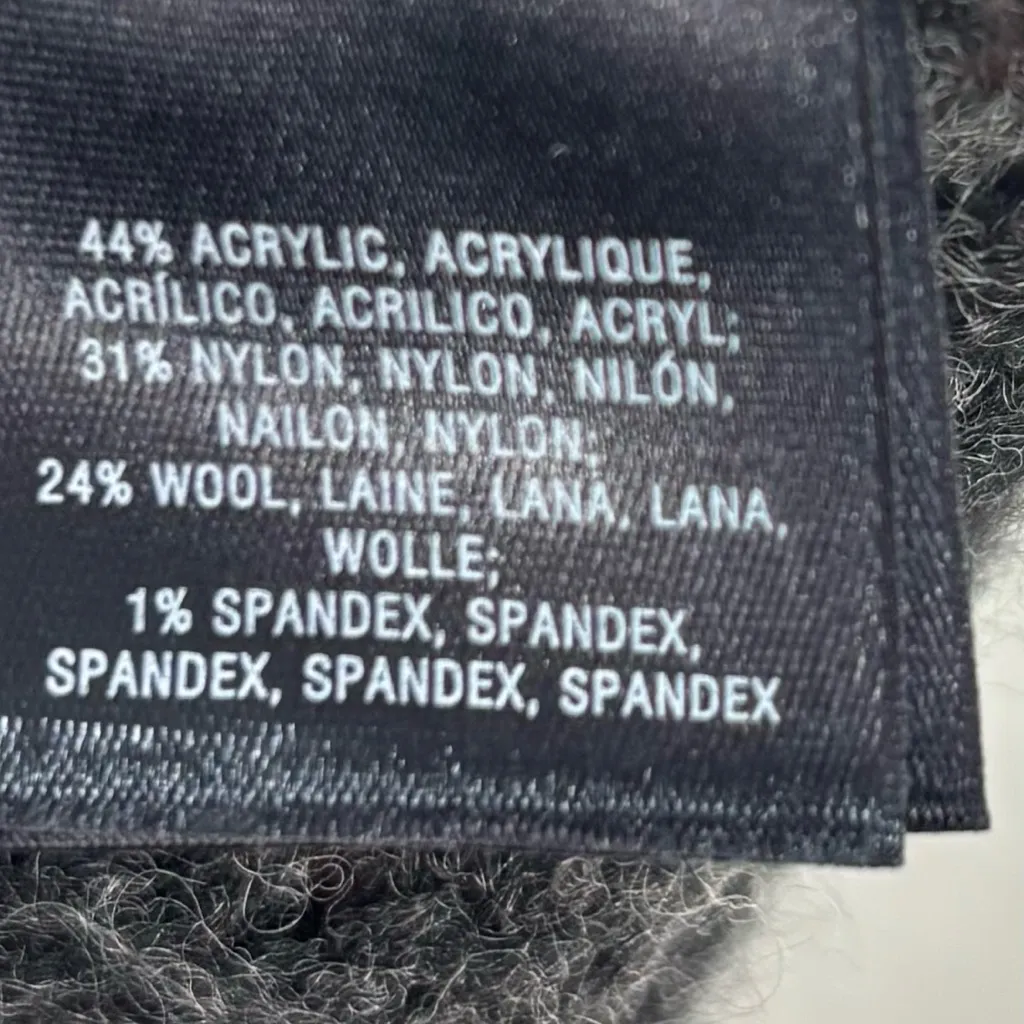 44% ACRYLIC, ACRYLIQUE,
ACRÍLICO, ACRILICO, ACRYL;
31% NYLON, NYLON, NILÓN,
NAILON, NYLON;
24% WOOL, LAINE, LANA, LANA,
WOLLE;
1% SPANDEX, SPANDEX,
SPANDEX, SPANDEX, SPANDEX